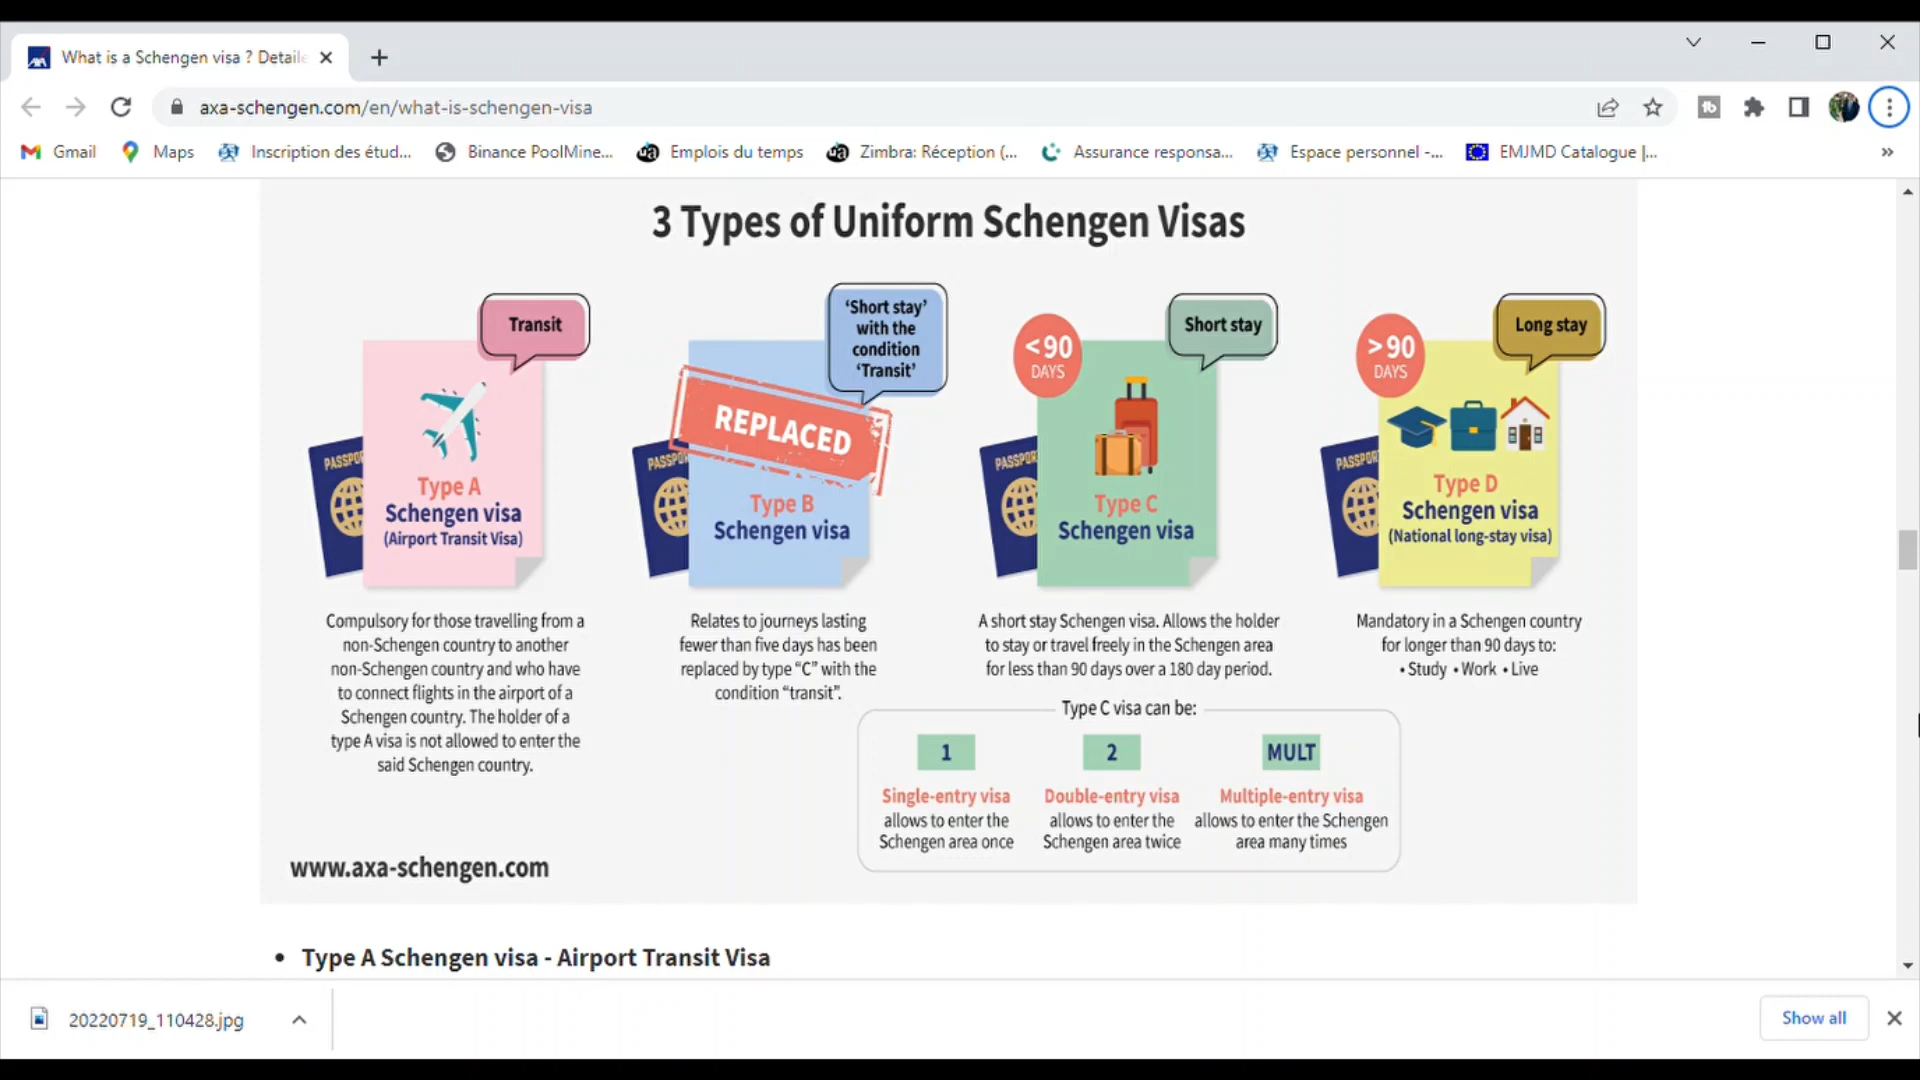 What is a Schengen visa ? Detaile
axa-schengen.com/en/what-is-schengen-visa
Gmail
Maps
Inscription des étud...
Binance PoolMine...
Emplois du temps
Zimbra: Réception (...
Assurance responsa...
Espace personnel -...
EMJMD Catalogue |...
3 Types of Uniform Schengen Visas
Transit
PASSPO
Type A
Schengen visa
(Airport Transit Visa)
Compulsory for those travelling from a
non-Schengen country to another
non-Schengen country and who have
to connect flights in the airport of a
Schengen country. The holder of a
type A visa is not allowed to enter the
said Schengen country.
‘Short stay’
with the
condition
‘Transit’
REPLACED
PASSPO
Type B
Schengen visa
Relates to journeys lasting
fewer than five days has been
replaced by type “C” with the
condition “transit”.
<90
DAYS
Short stay
PASSPOR
Type C
Schengen visa
A short stay Schengen visa. Allows the holder
to stay or travel freely in the Schengen area
for less than 90 days over a 180 day period.
Type C visa can be:
1
Single-entry visa
allows to enter the
Schengen area once
2
Double-entry visa
allows to enter the
Schengen area twice
MULT
Multiple-entry visa
allows to enter the Schengen
area many times
>90
DAYS
Long stay
PASSPOR
Type D
Schengen visa
(National long-stay visa)
Mandatory in a Schengen country
for longer than 90 days to:
• Study • Work • Live
www.axa-schengen.com
• Type A Schengen visa - Airport Transit Visa
20220719_110428.jpg
Show all